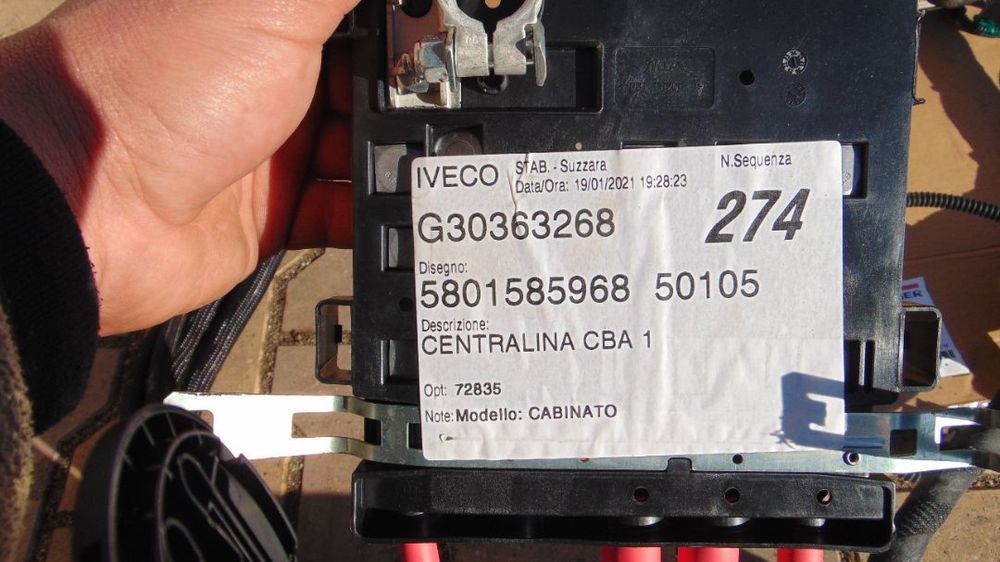 IVECO
STAB. - Suzzara
Data/Ora: 19/01/2021 19:28:23
N.Sequenza
G30363268
274
Disegno:
5801585968 50105
Descrizione:
CENTRALINA CBA 1
Opt: 72835
Note: Modello: CABINATO